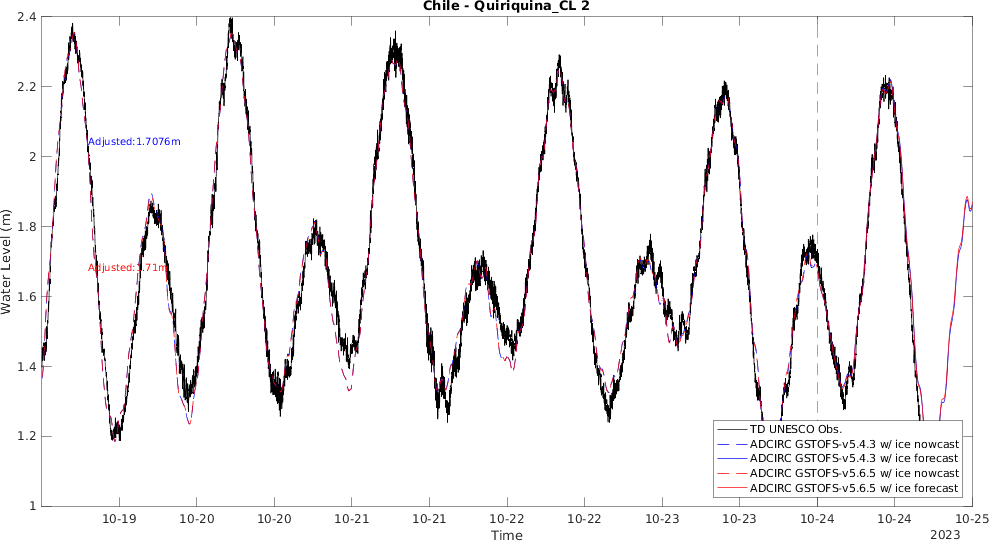 Chile - Quiriquina_CL 2
2.4
2.2
2
1.8
1.6
1.4
1.2
1
Water Level (m)
Adjusted:1.7076m
Adjusted:1.71m
TD UNESCO Obs.
ADCIRC GSTOFS-v5.4.3 w/ ice nowcast
ADCIRC GSTOFS-v5.4.3 w/ ice forecast
ADCIRC GSTOFS-v5.6.5 w/ ice nowcast
ADCIRC GSTOFS-v5.6.5 w/ ice forecast
10-19 10-20 10-20 10-21 10-21 10-22 10-22 10-23 10-23 10-24 10-24 10-25
Time
2023